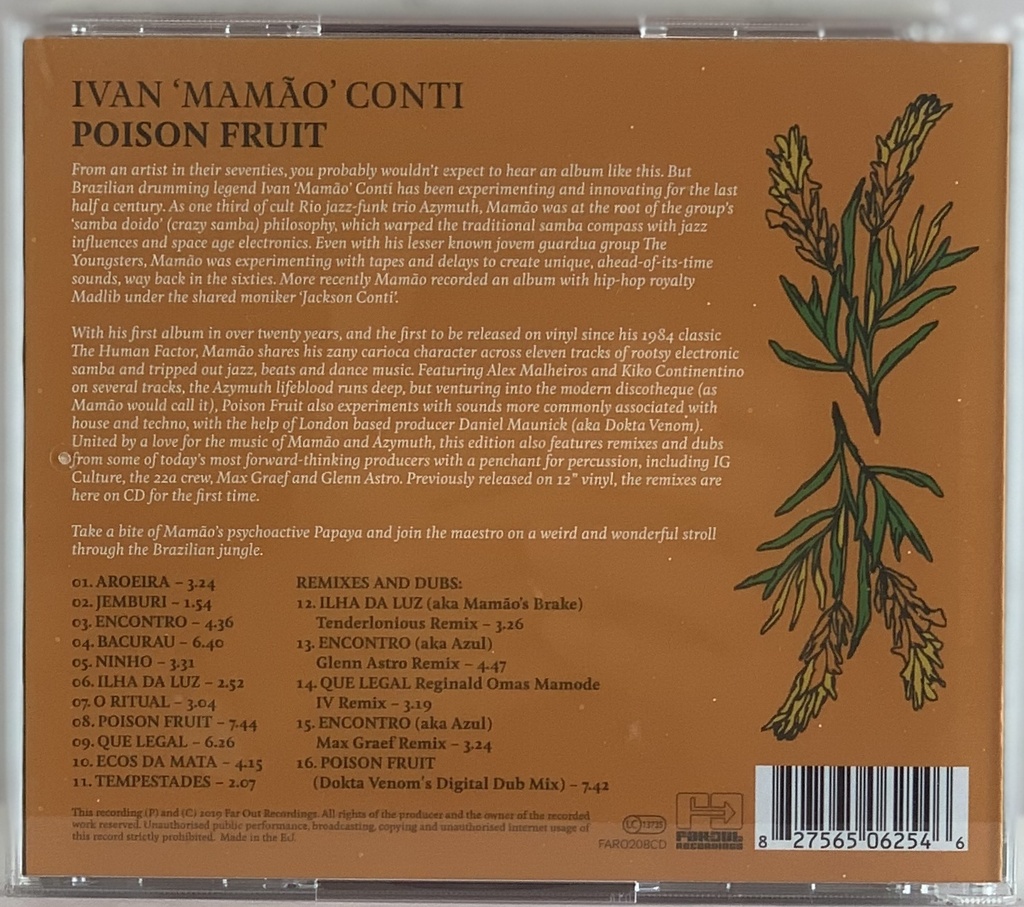 IVAN ‘MAMÃO’ CONTI
POISON FRUIT
From an artist in their seventies, you probably wouldn’t expect to hear an album like this. But
Brazilian drumming legend Ivan ‘Mamão’ Conti has been experimenting and innovating for the last
half a century. As one third of cult Rio jazz-funk trio Azymuth, Mamão was at the root of the group’s
‘samba doido’ (crazy samba) philosophy, which warped the traditional samba compass with jazz
influences and space age electronics. Even with his lesser known jovem guardua group The
Youngsters, Mamão was experimenting with tapes and delays to create unique, ahead-of-its-time
sounds, way back in the sixties. More recently Mamão recorded an album with hip-hop royalty
Madlib under the shared moniker ‘Jackson Conti’.
With his first album in over twenty years, and the first to be released on vinyl since his 1984 classic
The Human Factor, Mamão shares his zany carioca character across eleven tracks of rootsy electronic
samba and tripped out jazz, beats and dance music. Featuring Alex Malheiros and Kiko Continentino
on several tracks, the Azymuth lifeblood runs deep, but venturing into the modern discotheque (as
Mamão would call it), Poison Fruit also experiments with sounds more commonly associated with
house and techno, with the help of London based producer Daniel Maunick (aka Dokta Venom).
United by a love for the music of Mamão and Azymuth, this edition also features remixes and dubs
from some of today’s most forward-thinking producers with a penchant for percussion, including IG
Culture, the 22a crew, Max Graef and Glenn Astro. Previously released on 12” vinyl, the remixes are
here on CD for the first time.
Take a bite of Mamão’s psychoactive Papaya and join the maestro on a weird and wonderful stroll
through the Brazilian jungle.
01. AROEIRA – 3.24
02. JEMBURI – 1.54
03. ENCONTRO – 4.36
04. BACURAU – 6.40
05. NINHO – 3.31
06. ILHA DA LUZ – 2.52
07. O RITUAL – 3.04
08. POISON FRUIT – 7.44
09. QUE LEGAL – 6.26
10. ECOS DA MATA – 4.15
11. TEMPESTADES – 2.07
REMIXES AND DUBS:
12. ILHA DA LUZ (aka Mamão’s Brake)
Tenderlonious Remix – 3.26
13. ENCONTRO (aka Azul)
Glenn Astro Remix – 4.47
14. QUE LEGAL Reginald Omas Mamode
IV Remix – 3.19
15. ENCONTRO (aka Azul)
Max Graef Remix – 3.24
16. POISON FRUIT
(Dokta Venom’s Digital Dub Mix) – 7.42
This recording (P) and (C) 2019 Far Out Recordings. All rights of the producer and the owner of the recorded
work reserved. Unauthorised public performance, broadcasting, copying and unauthorised internet usage of
this record strictly prohibited. Made in the EU.
LC 13725
FARO208CD
FAR OUT
RECORDINGS
8 27565 06254 6